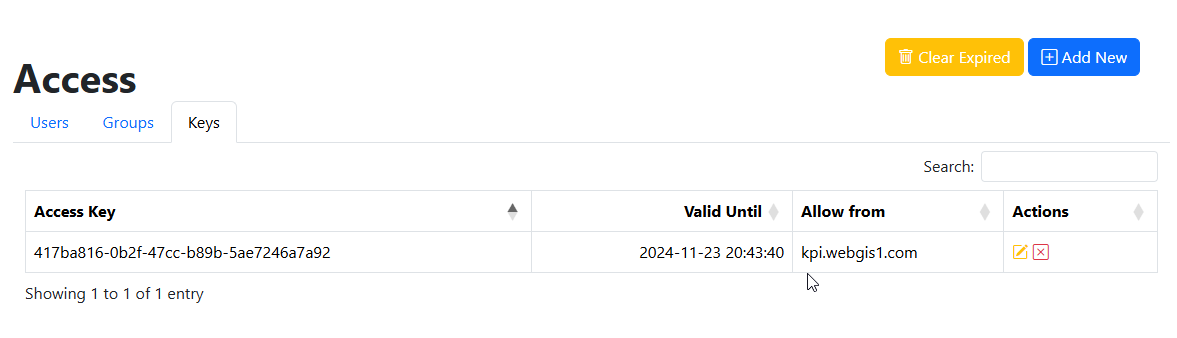 Clear Expired Add New
Access
Users Groups Keys
Search:
Access Key Valid Until Allow from Actions
417ba816-0b2f-47cc-b89b-5ae7246a7a92 2024-11-23 20:43:40 kpi.webgis1.com
Showing 1 to 1 of 1 entry